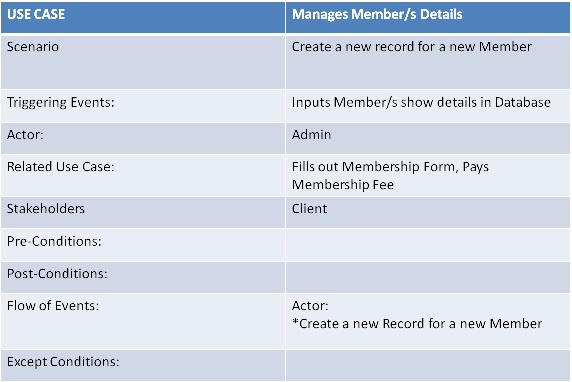 USE CASE Manages Member/s Details
Scenario Create a new record for a new Member
Triggering Events: Inputs Member/s show details in Database
Actor: Admin
Related Use Case: Fills out Membership Form, Pays
Membership Fee
Stakeholders Client
Pre-Conditions:
Post-Conditions:
Flow of Events: Actor:
*Create a new Record for a new Member
Except Conditions: